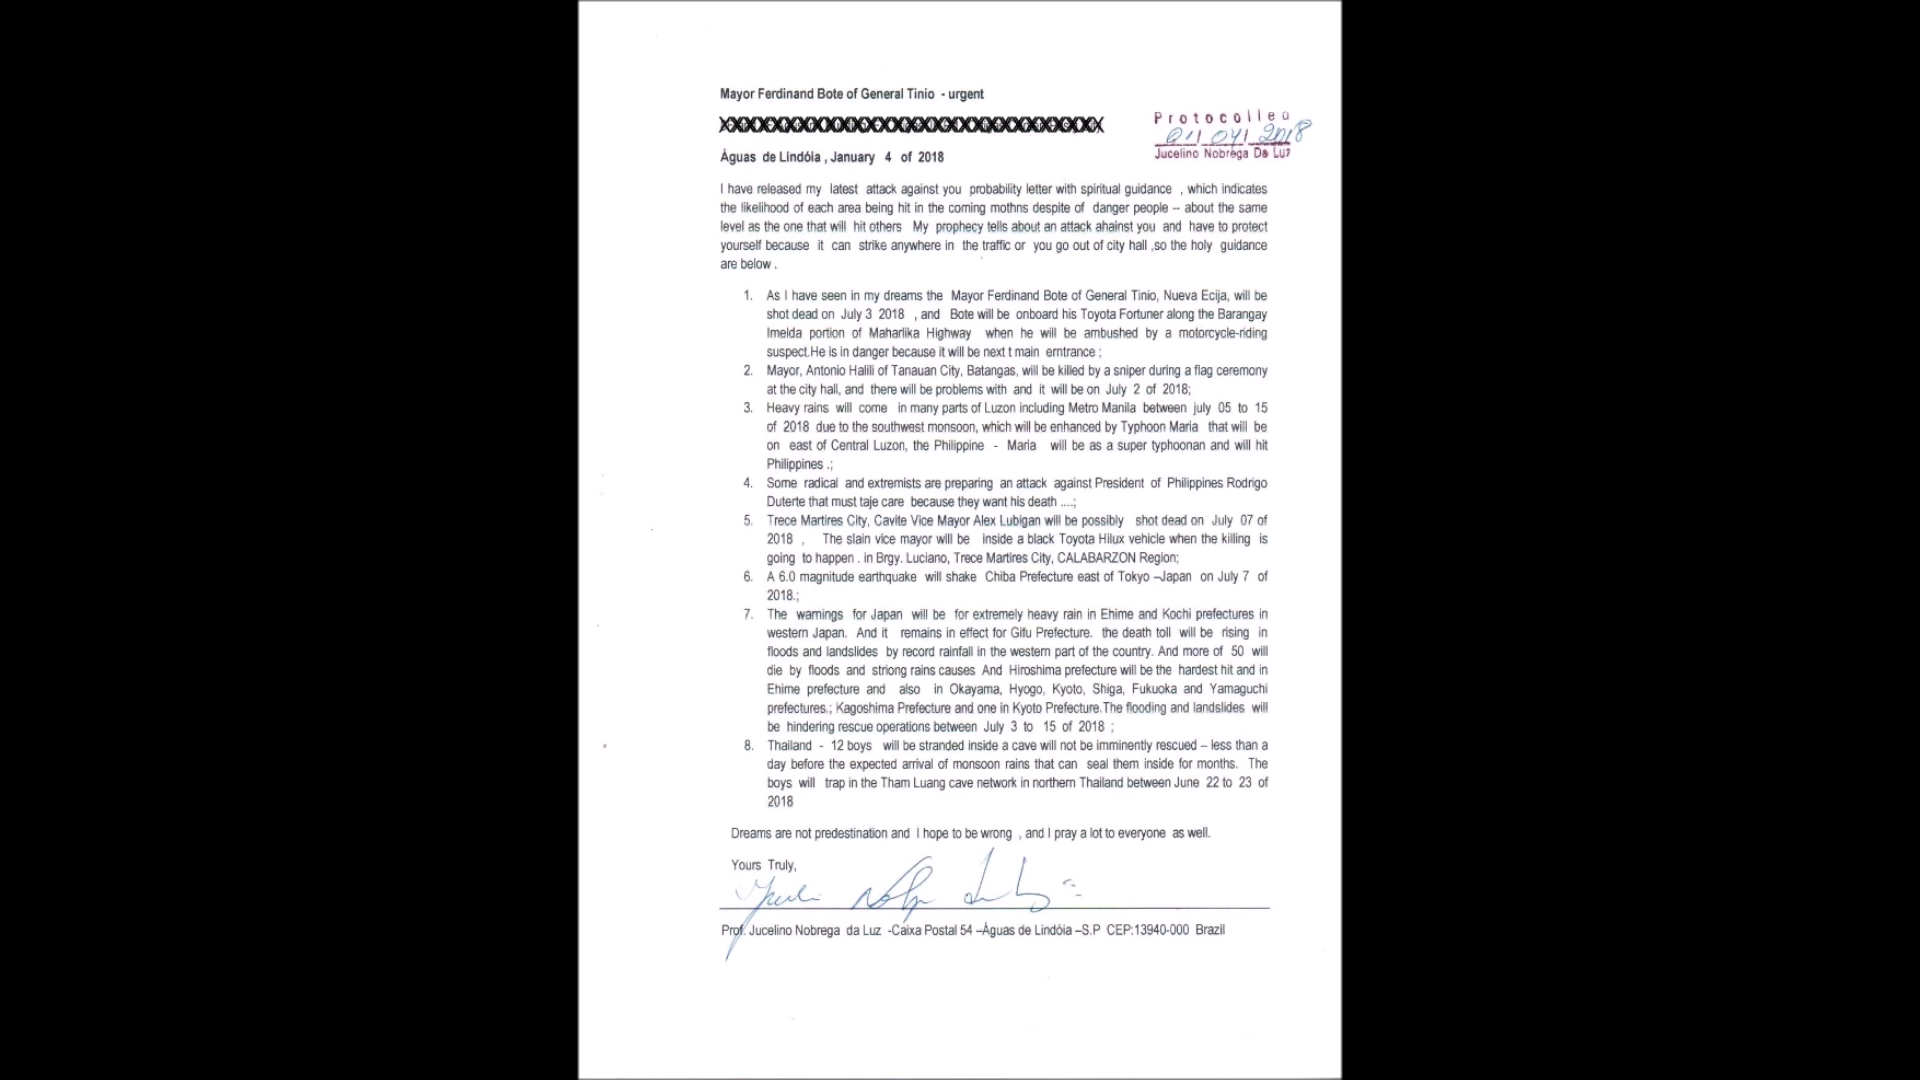 Mayor Ferdinand Bote of General Tinio - urgent
Protocolleo
01/ 04/ 2018
Jucelino Nobrega Da Luz
Águas de Lindóia , January 4 of 2018
I have released my latest attack against you probability letter with spiritual guidance , which indicates
the likelihood of each area being hit in the coming mothns despite of danger people – about the same
level as the one that will hit others My prophecy tells about an attack ahainst you and have to protect
yourself because it can strike anywhere in the traffic or you go out of city hall ,so the holy guidance
are below .
1. As I have seen in my dreams the Mayor Ferdinand Bote of General Tinio, Nueva Ecija, will be
shot dead on July 3 2018 , and Bote will be onboard his Toyota Fortuner along the Barangay
Imelda portion of Maharlika Highway when he will be ambushed by a motorcycle-riding
suspect.He is in danger because it will be next t main erntrance ;
2. Mayor, Antonio Halili of Tanauan City, Batangas, will be killed by a sniper during a flag ceremony
at the city hall, and there will be problems with and it will be on July 2 of 2018;
3. Heavy rains will come in many parts of Luzon including Metro Manila between july 05 to 15
of 2018 due to the southwest monsoon, which will be enhanced by Typhoon Maria that will be
on east of Central Luzon, the Philippine - Maria will be as a super typhoonan and will hit
Philippines .;
4. Some radical and extremists are preparing an attack against President of Philippines Rodrigo
Duterte that must taje care because they want his death ....;
5. Trece Martires City, Cavite Vice Mayor Alex Lubigan will be possibly shot dead on July 07 of
2018 , The slain vice mayor will be inside a black Toyota Hilux vehicle when the killing is
going to happen . in Brgy. Luciano, Trece Martires City, CALABARZON Region;
6. A 6.0 magnitude earthquake will shake Chiba Prefecture east of Tokyo –Japan on July 7 of
2018.;
7. The warnings for Japan will be for extremely heavy rain in Ehime and Kochi prefectures in
western Japan. And it remains in effect for Gifu Prefecture. the death toll will be rising in
floods and landslides by record rainfall in the western part of the country. And more of 50 will
die by floods and striong rains causes And Hiroshima prefecture will be the hardest hit and in
Ehime prefecture and also in Okayama, Hyogo, Kyoto, Shiga, Fukuoka and Yamaguchi
prefectures.; Kagoshima Prefecture and one in Kyoto Prefecture.The flooding and landslides will
be hindering rescue operations between July 3 to 15 of 2018 ;
8. Thailand - 12 boys will be stranded inside a cave will not be imminently rescued – less than a
day before the expected arrival of monsoon rains that can seal them inside for months. The
boys will trap in the Tham Luang cave network in northern Thailand between June 22 to 23 of
2018
Dreams are not predestination and I hope to be wrong , and I pray a lot to everyone as well.
Yours Truly,
Prof. Jucelino Nobrega da Luz -Caixa Postal 54 –Águas de Lindóia –S.P CEP:13940-000 Brazil